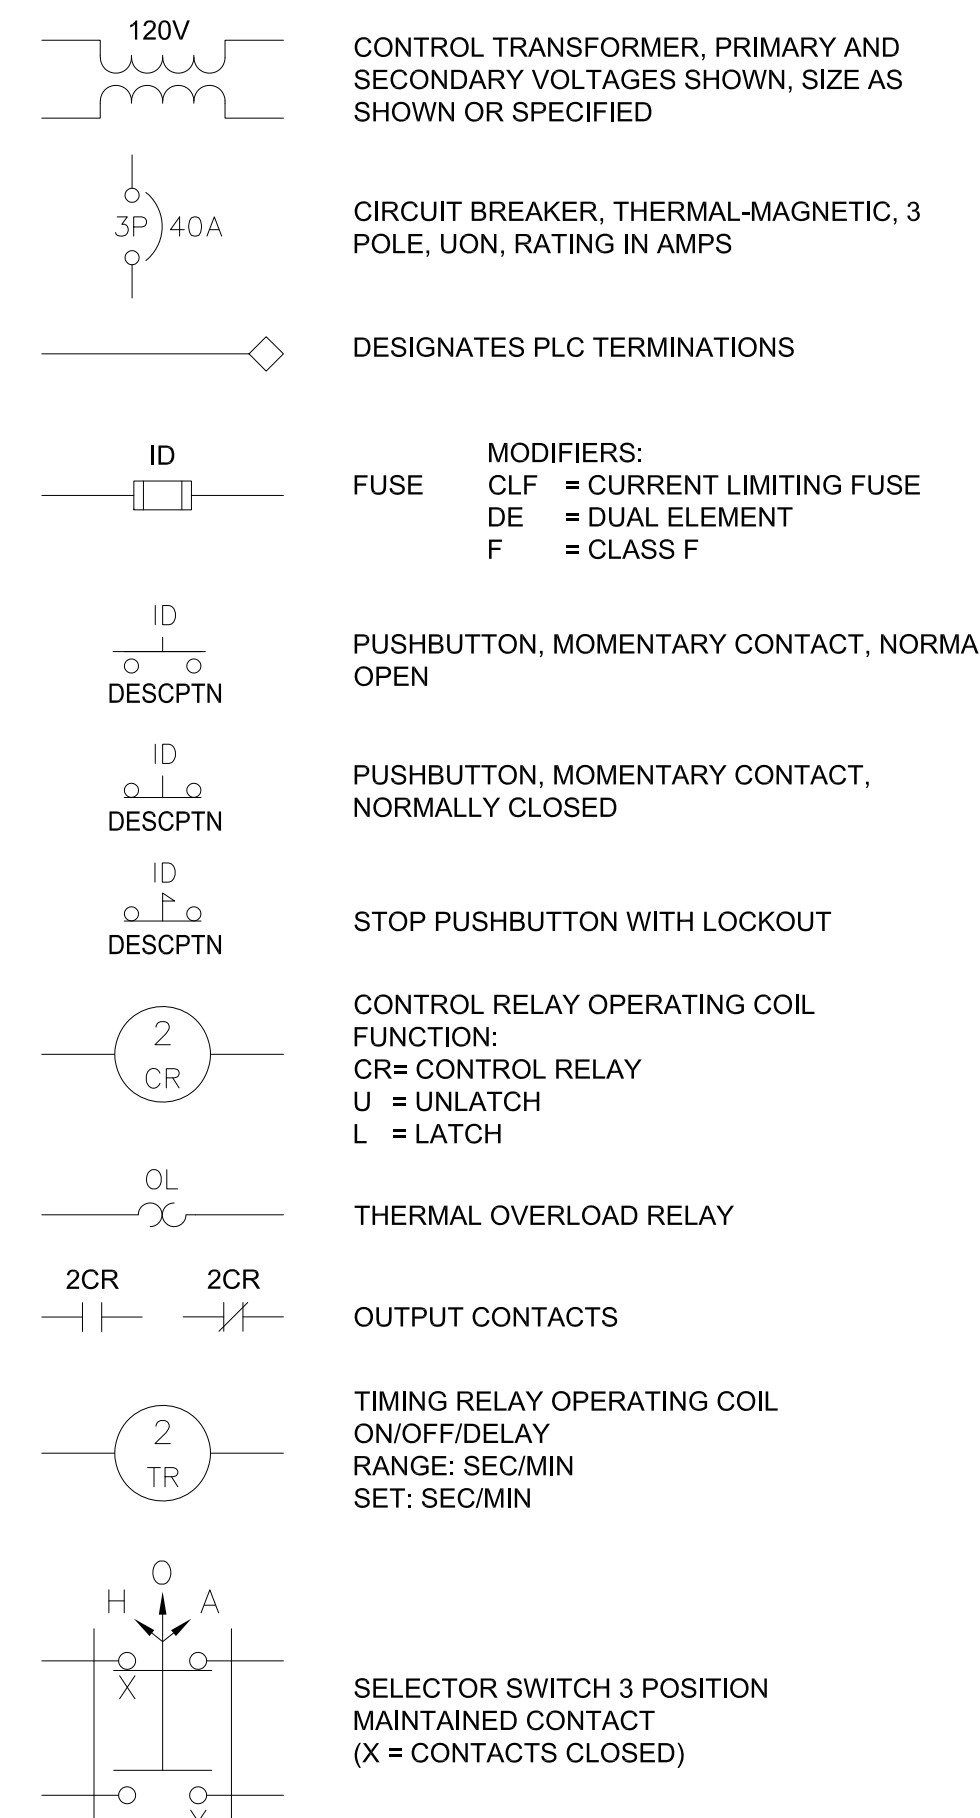 120V
CONTROL TRANSFORMER, PRIMARY AND
SECONDARY VOLTAGES SHOWN, SIZE AS
SHOWN OR SPECIFIED
3P 40A
CIRCUIT BREAKER, THERMAL-MAGNETIC, 3
POLE, UON, RATING IN AMPS
DESIGNATES PLC TERMINATIONS
ID
MODIFIERS:
FUSE CLF = CURRENT LIMITING FUSE
DE = DUAL ELEMENT
F = CLASS F
ID
DESCPTN
PUSHBUTTON, MOMENTARY CONTACT, NORMA
OPEN
ID
DESCPTN
PUSHBUTTON, MOMENTARY CONTACT,
NORMALLY CLOSED
ID
DESCPTN
STOP PUSHBUTTON WITH LOCKOUT
2
CR
CONTROL RELAY OPERATING COIL
FUNCTION:
CR= CONTROL RELAY
U = UNLATCH
L = LATCH
OL
THERMAL OVERLOAD RELAY
2CR 2CR
OUTPUT CONTACTS
2
TR
TIMING RELAY OPERATING COIL
ON/OFF/DELAY
RANGE: SEC/MIN
SET: SEC/MIN
O
H A
X
SELECTOR SWITCH 3 POSITION
MAINTAINED CONTACT
(X = CONTACTS CLOSED)